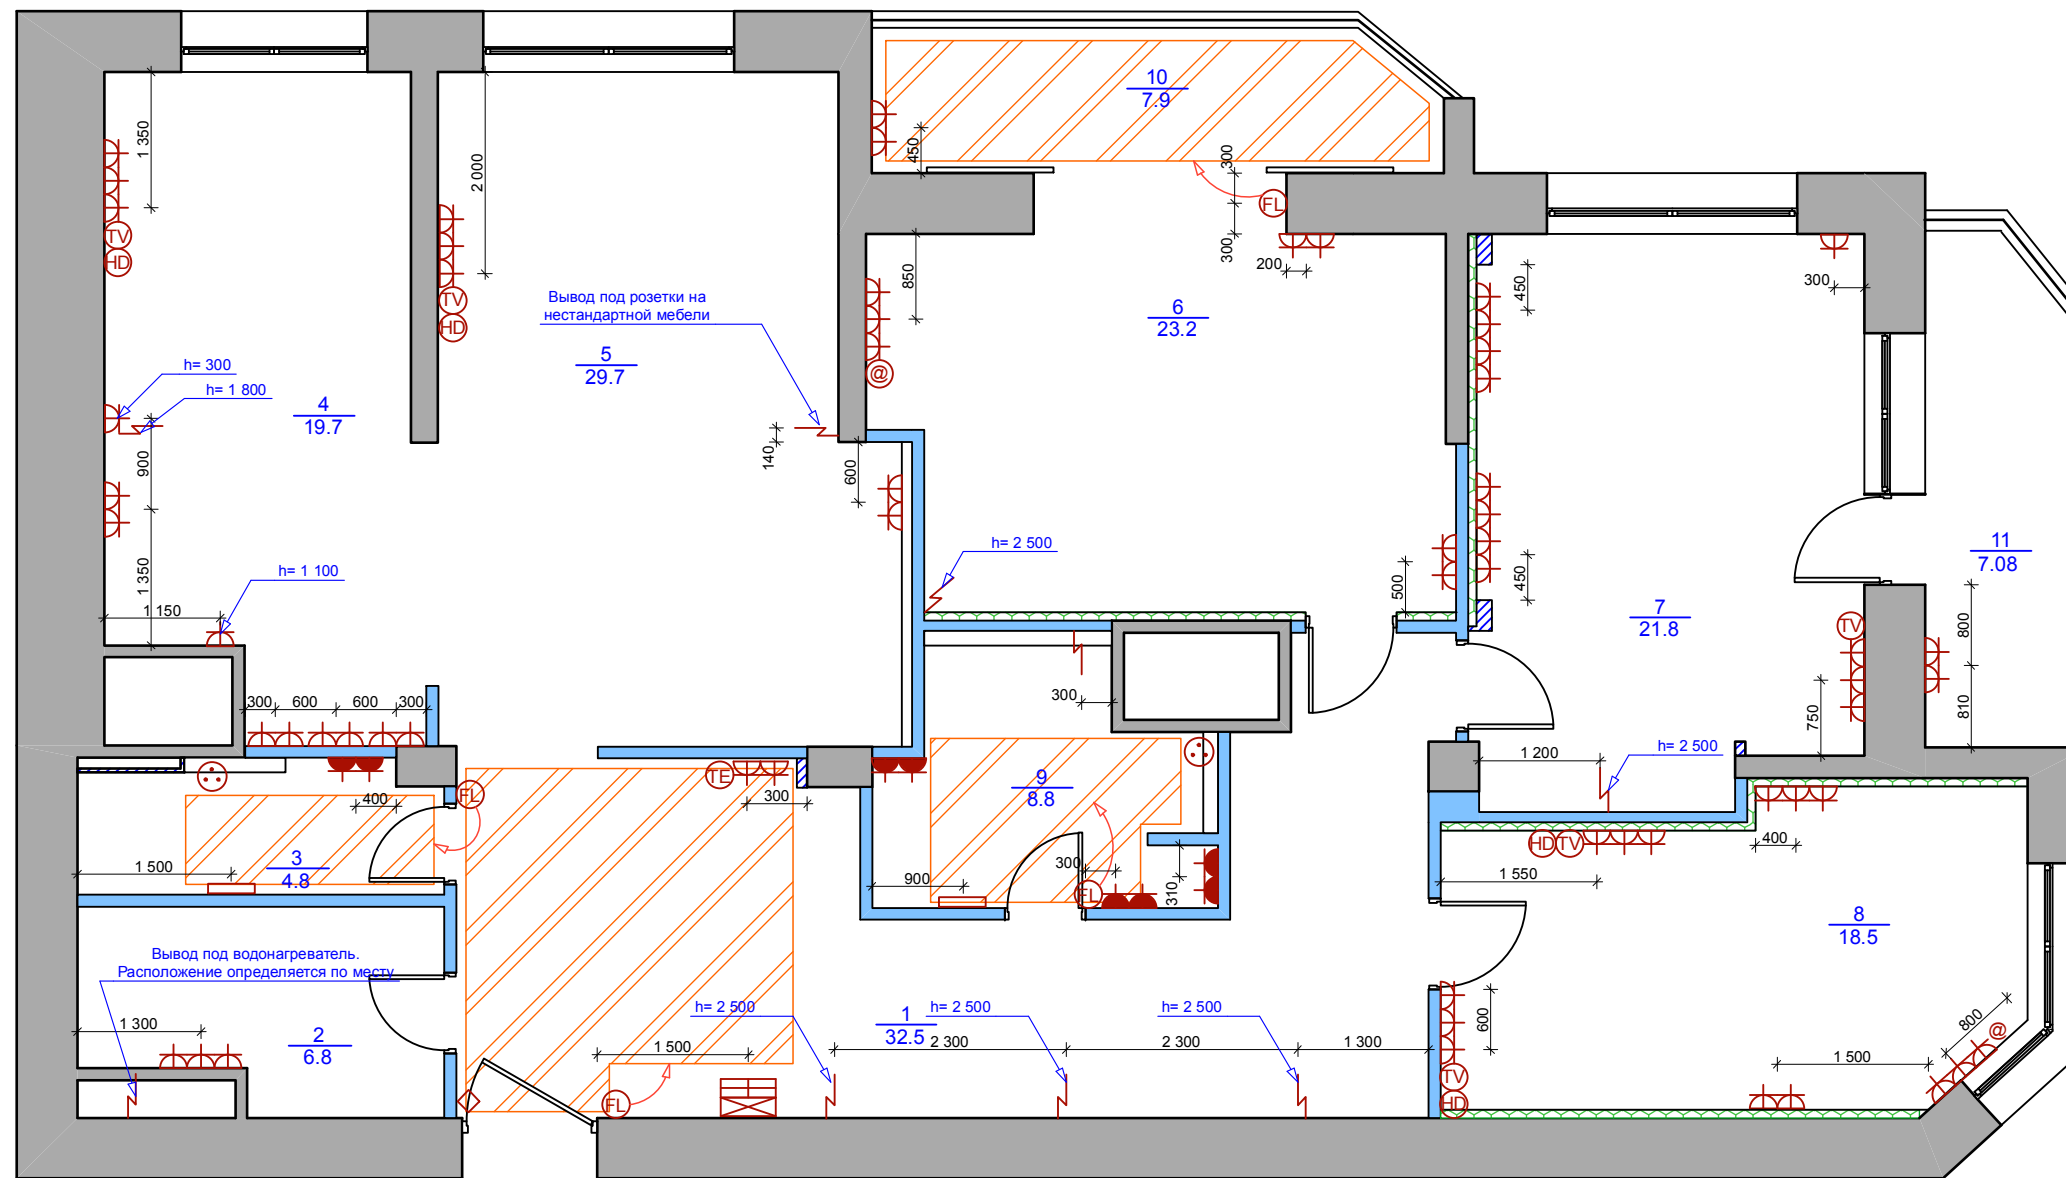 10
7.9
1 350
2 000
450
300
FL
300
200
850
TV
HD
TV
HD
Вывод под розетки на
нестандартной мебели
6
23.2
450
300
5
29.7
@
h= 300
h= 1 800
4
19.7
900
140
600
1 350
h= 1 100
1 150
h= 2 500
500
450
11
7.08
7
21.8
TV
800
810
750
300
600
600
300
300
1 200
h= 2 500
TE
300
FL
400
9
8.8
400
HD
TV
3
4.8
1 500
900
300
FL
310
1 550
8
18.5
Вывод под водонагреватель.
Расположение определяется по месту
1 300
2
6.8
h= 2 500
1
32.5
h= 2 500
h= 2 500
1 500
2 300
2 300
1 300
600
800
@
1 500
FL
TV
HD